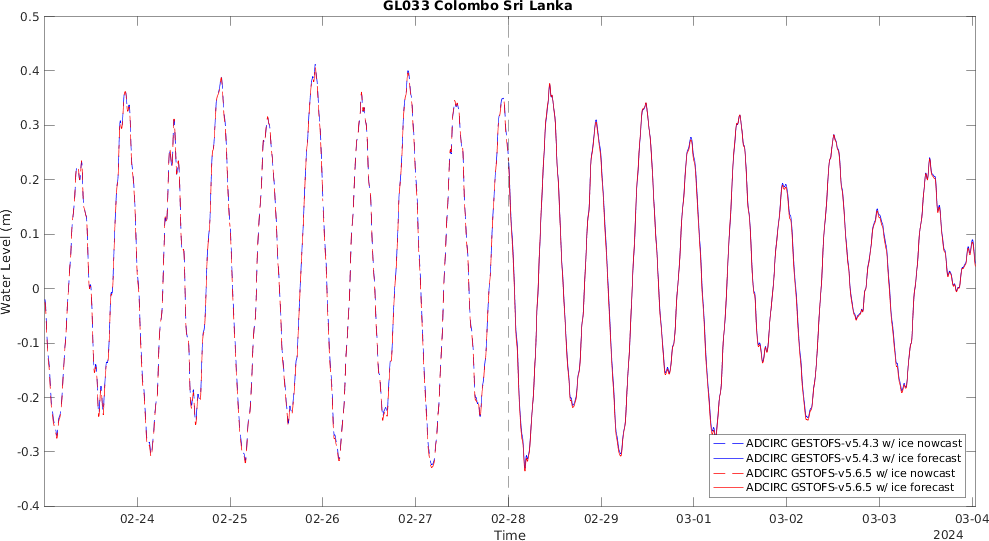 GL033 Colombo Sri Lanka
0.5
0.4
0.3
0.2
0.1
0
-0.1
-0.2
-0.3
-0.4
Water Level (m)
ADCIRC GESTOFS-v5.4.3 w/ ice nowcast
ADCIRC GESTOFS-v5.4.3 w/ ice forecast
ADCIRC GSTOFS-v5.6.5 w/ ice nowcast
ADCIRC GSTOFS-v5.6.5 w/ ice forecast
02-24 02-25 02-26 02-27 02-28 02-29 03-01 03-02 03-03 03-04
Time
2024